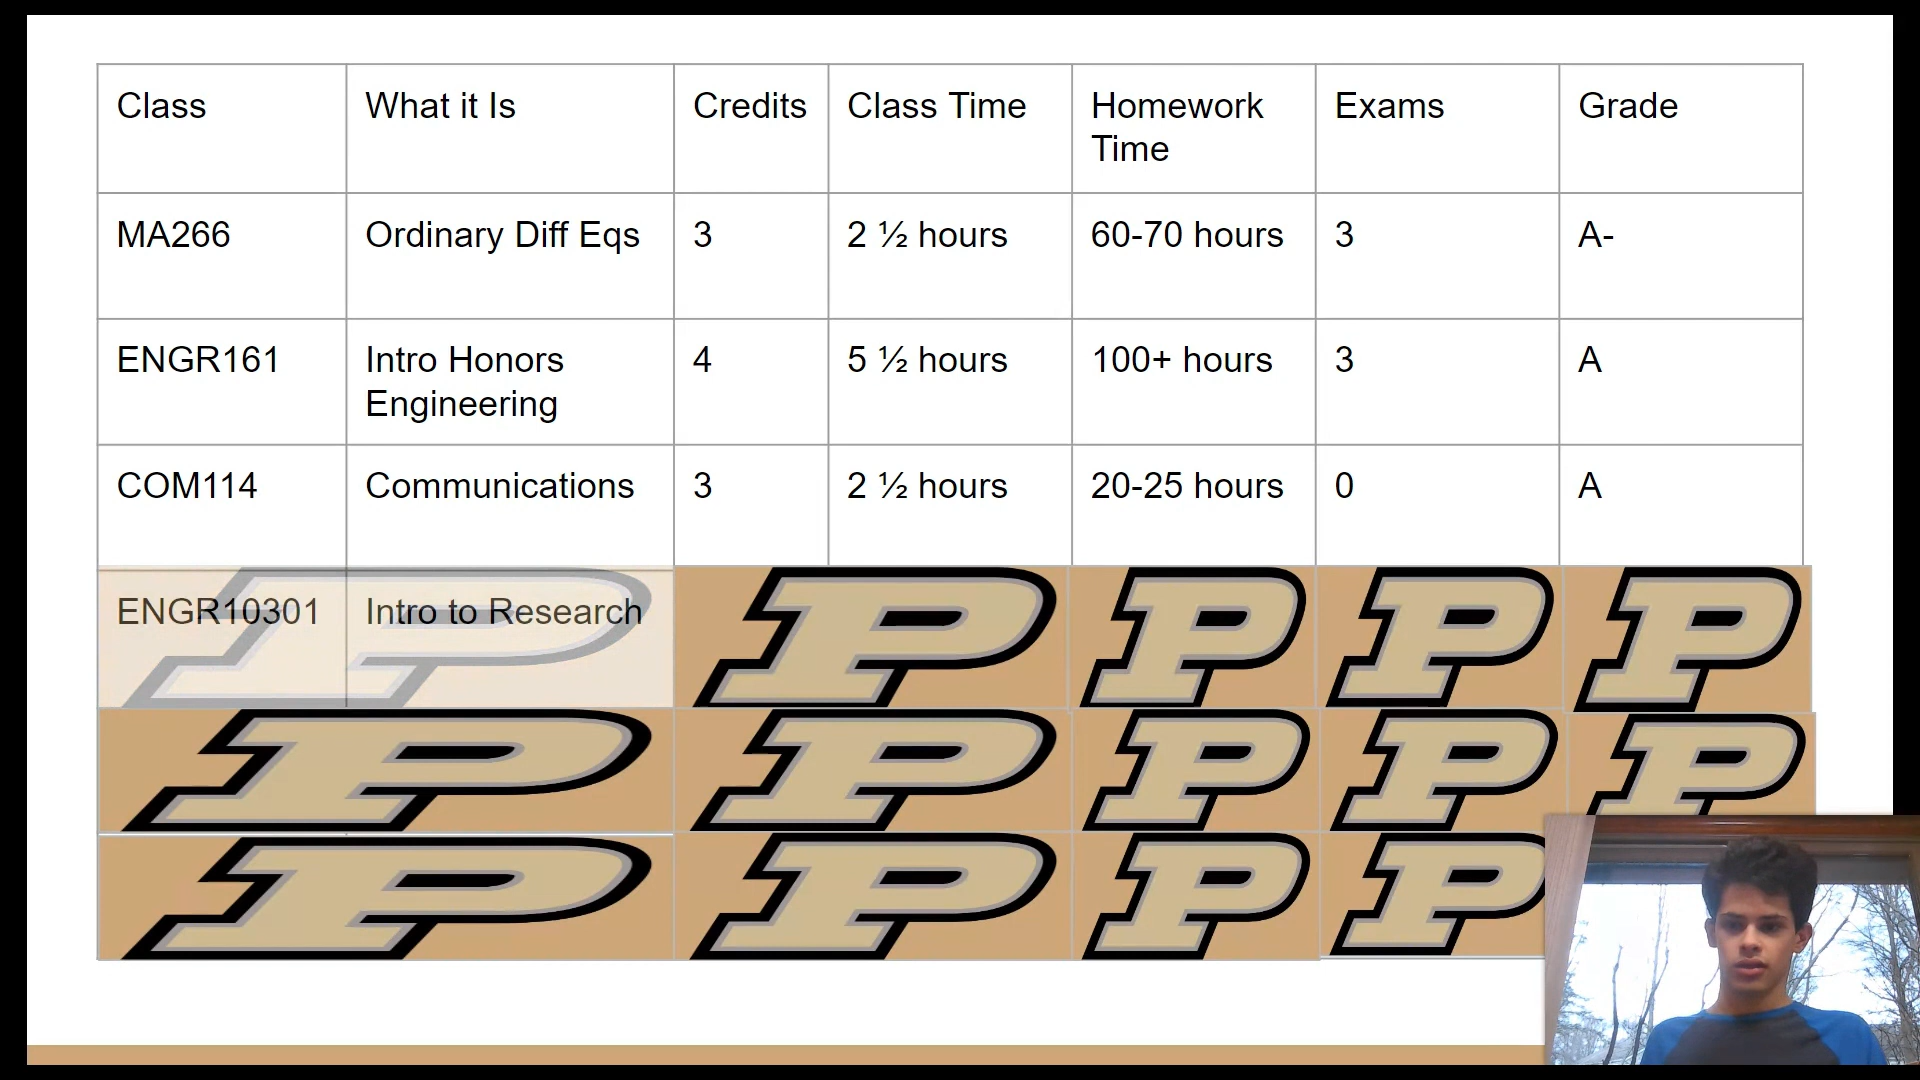 Class What it Is Credits Class Time Homework Time Exams Grade
MA266 Ordinary Diff Eqs 3 2 ½ hours 60-70 hours 3 A-
ENGR161 Intro Honors Engineering 4 5 ½ hours 100+ hours 3 A
COM114 Communications 3 2 ½ hours 20-25 hours 0 A
ENGR10301 Intro to Research P P P P
P P P P P
P P P P